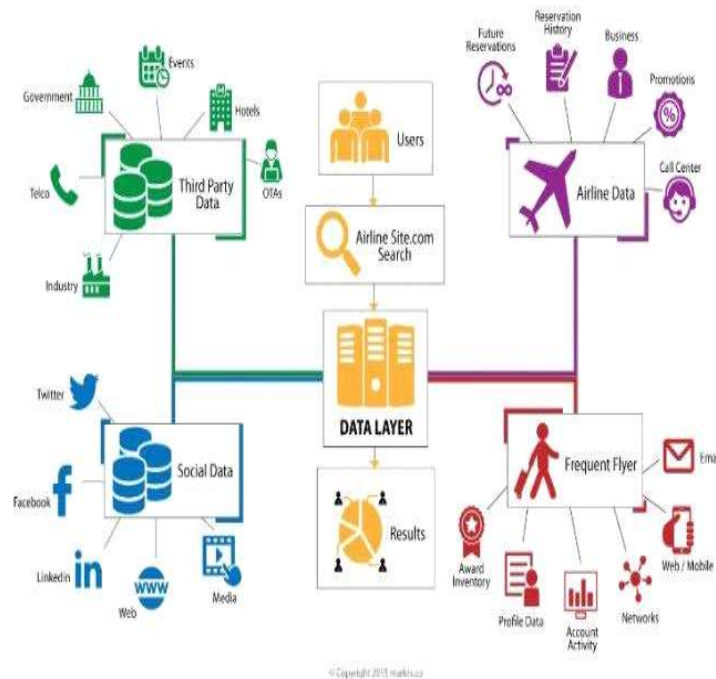 Government
Events
Hotels
OTAs
Telco
Industry
Third Party
Data
Users
Airline Site.com
Search
DATA LAYER
Results
Future
Reservations
Reservation
History
Business
Promotions
Call Center
Airline Data
Twitter
Facebook
Linkedin
Web
Media
Social Data
WWW
Frequent Flyer
Ema
Web / Mobile
Networks
Account
Activity
Profile Data
Award
Inventory